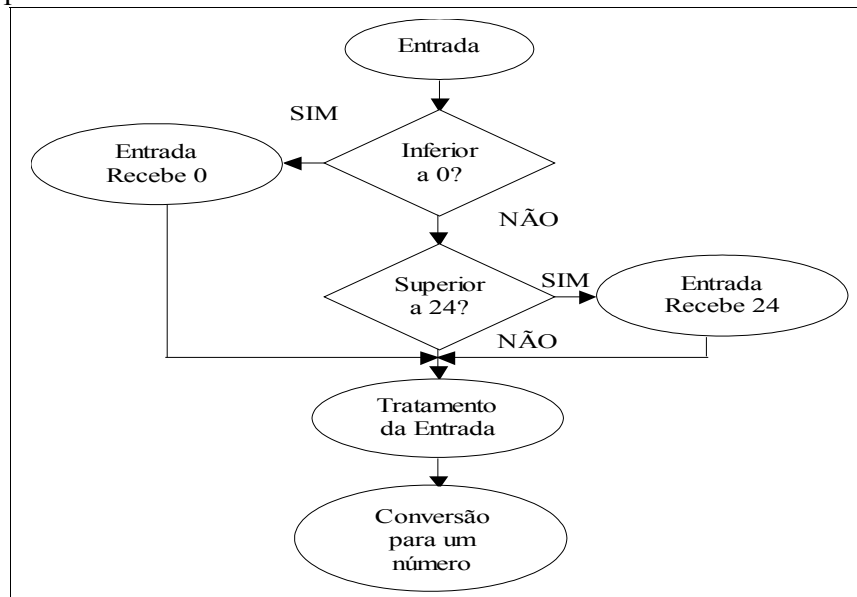 Entrada
SIM
Inferior
a 0?
Entrada
Recebe 0
NÃO
Superior
a 24?
SIM
Entrada
Recebe 24
NÃO
Tratamento
da Entrada
Conversão
para um
número